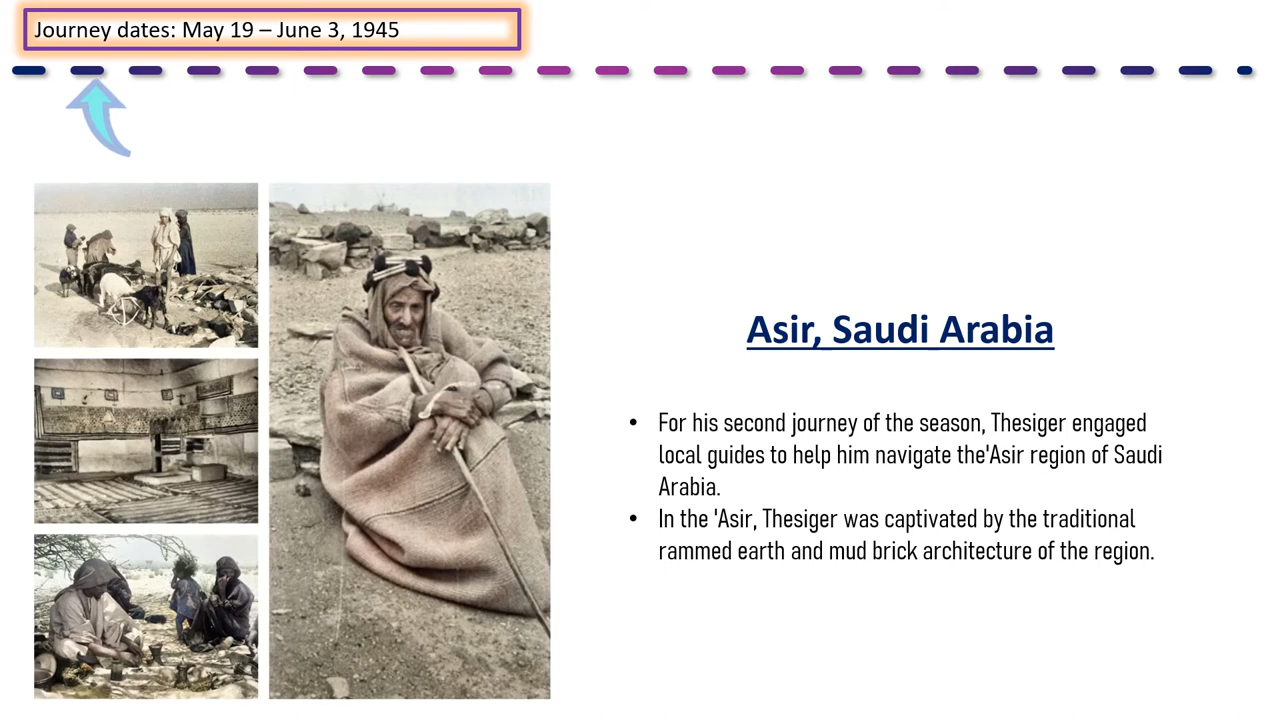 Journey dates: May 19 – June 3, 1945
Asir, Saudi Arabia
• For his second journey of the season, Thesiger engaged
local guides to help him navigate the'Asir region of Saudi
Arabia.
• In the 'Asir, Thesiger was captivated by the traditional
rammed earth and mud brick architecture of the region.